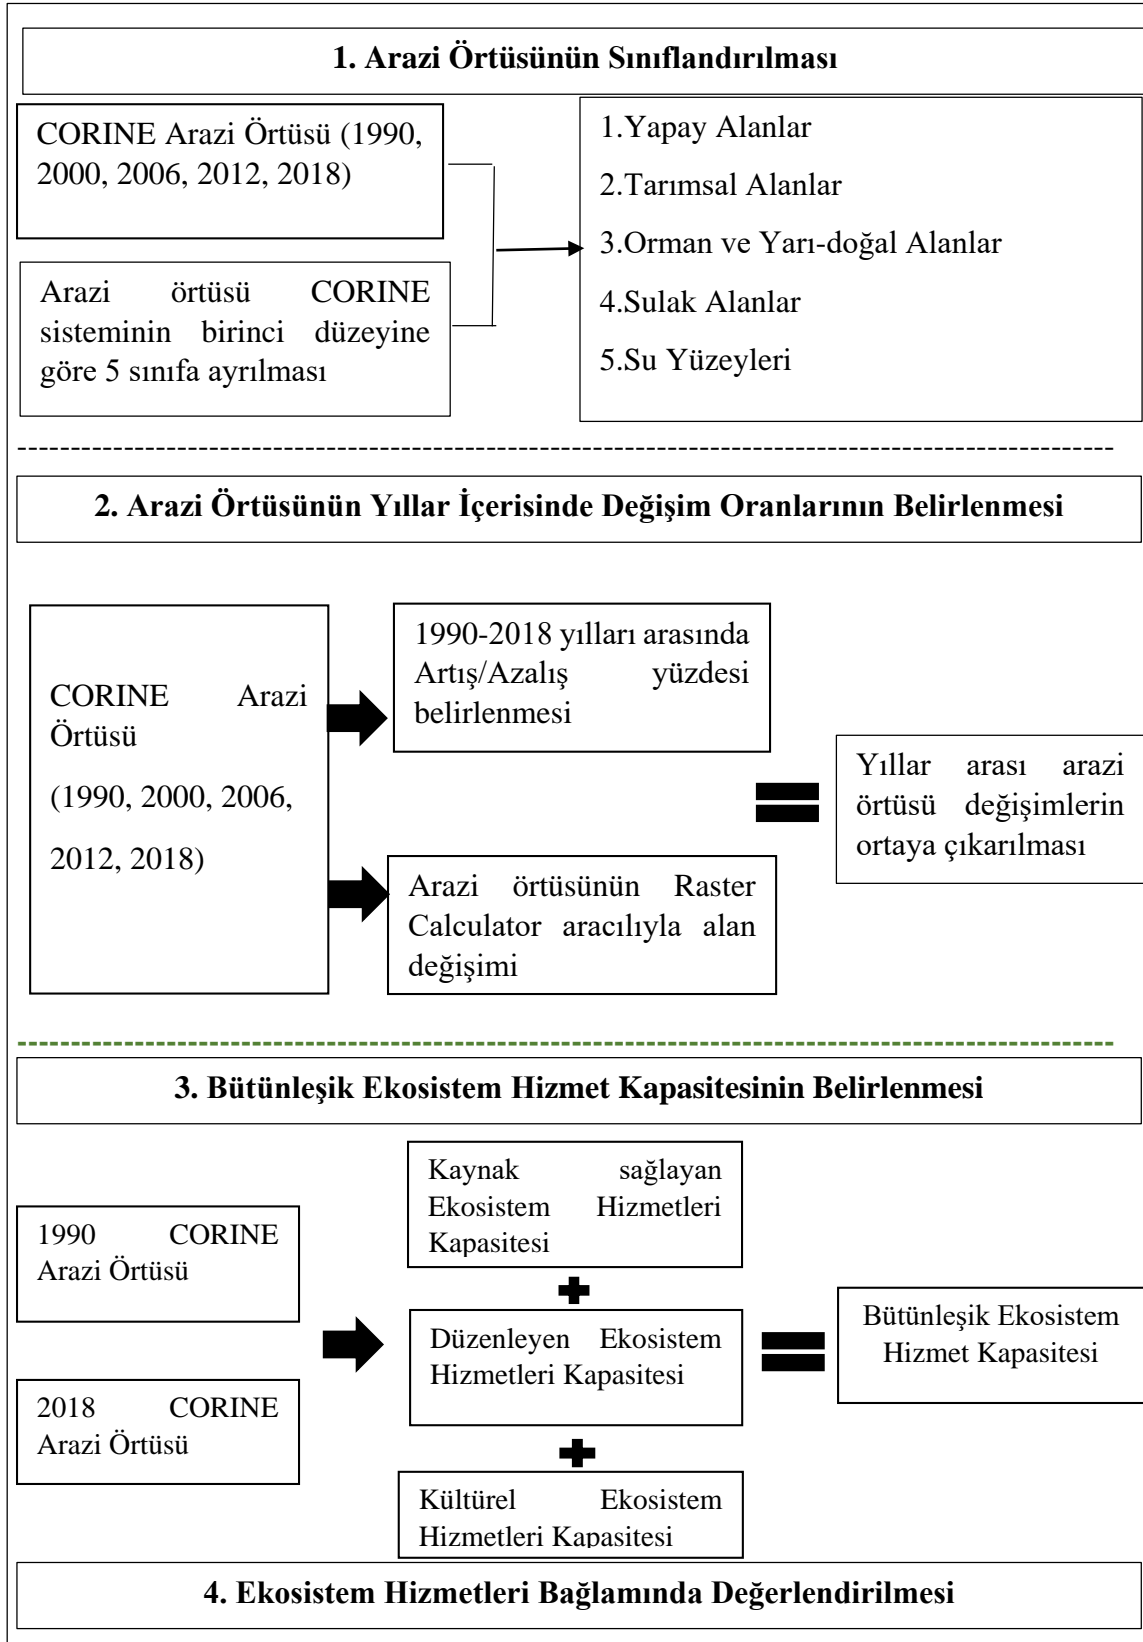 1. Arazi Örtüsünün Sınıflandırılması
CORINE Arazi Örtüsü (1990,
2000, 2006, 2012, 2018)
Arazi örtüsü CORINE
sisteminin birinci düzeyine
göre 5 sınıfa ayrılması
1.Yapay Alanlar
2.Tarımsal Alanlar
3.Orman ve Yarı-doğal Alanlar
4.Sulak Alanlar
5.Su Yüzeyleri
2. Arazi Örtüsünün Yıllar İçerisinde Değişim Oranlarının Belirlenmesi
CORINE Arazi
Örtüsü
(1990, 2000, 2006,
2012, 2018)
1990-2018 yılları arasında
Artış/Azalış yüzdesi
belirlenmesi
Arazi örtüsünün Raster
Calculator aracılıyla alan
değişimi
Yıllar arası arazi
örtüsü değişimlerin
ortaya çıkarılması
3. Bütünleşik Ekosistem Hizmet Kapasitesinin Belirlenmesi
1990 CORINE
Arazi Örtüsü
2018 CORINE
Arazi Örtüsü
Kaynak sağlayan
Ekosistem Hizmetleri
Kapasitesi
Düzenleyen Ekosistem
Hizmetleri Kapasitesi
Kültürel Ekosistem
Hizmetleri Kapasitesi
Bütünleşik Ekosistem
Hizmet Kapasitesi
4. Ekosistem Hizmetleri Bağlamında Değerlendirilmesi